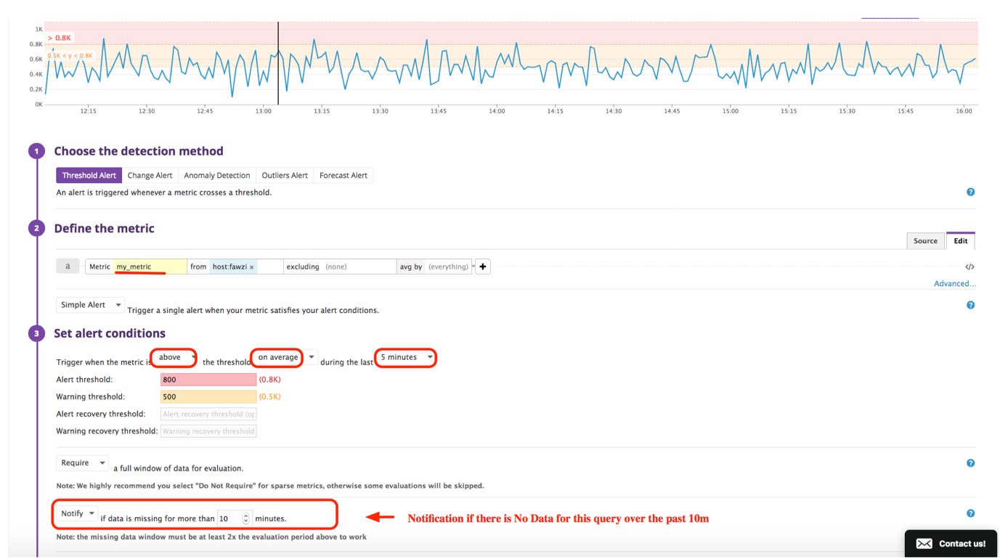 1K
> 0.8K
0.8K
0.5K < y < 0.8K
0.6K
0.4K
0.2K
0K
12:15 12:30 12:45 13:00 13:15 13:30 13:45 14:00 14:15 14:30 14:45 15:00 15:15 15:30 15:45 16:00
1 Choose the detection method
Threshold Alert Change Alert Anomaly Detection Outliers Alert Forecast Alert
An alert is triggered whenever a metric crosses a threshold. ?
2 Define the metric
Source Edit
a Metric my_metric from host:fawzi × excluding (none) avg by (everything) + </>
Advanced...
Simple Alert Trigger a single alert when your metric satisfies your alert conditions. ?
3 Set alert conditions
Trigger when the metric is above the threshold on average during the last 5 minutes
Alert threshold: 800 (0.8K)
Warning threshold: 500 (0.5K)
Alert recovery threshold: Alert recovery threshold (op
Warning recovery threshold: Warning recovery threshold
Require a full window of data for evaluation. ?
Note: We highly recommend you select "Do Not Require" for sparse metrics, otherwise some evaluations will be skipped.
Notify if data is missing for more than 10 minutes. Notification if there is No Data for this query over the past 10m ?
Note: the missing data window must be at least 2x the evaluation period above to work
Contact us!